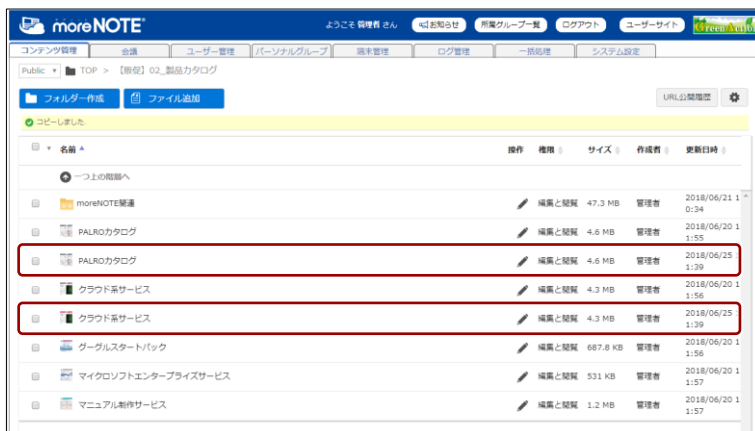 moreNOTE®
ようこそ 管理者 さん
お知らせ
所属グループ一覧
ログアウト
ユーザーサイト
コンテンツ管理
会議
ユーザー管理
パーソナルグループ
端末管理
ログ管理
一括処理
システム設定
Public TOP > 【販促】02_製品カタログ
フォルダー作成
ファイル追加
URL公開履歴
コピーしました
名前 操作 権限 サイズ 作成者 更新日時
一つ上の階層へ
moreNOTE関連 編集と閲覧 47.3 MB 管理者 2018/06/21 1
0:34
PALROカタログ 編集と閲覧 4.6 MB 管理者 2018/06/20 1
1:55
PALROカタログ 編集と閲覧 4.6 MB 管理者 2018/06/25
1:39
クラウド系サービス 編集と閲覧 4.3 MB 管理者 2018/06/20 1
1:56
クラウド系サービス 編集と閲覧 4.3 MB 管理者 2018/06/25
1:39
グーグルスタートパック 編集と閲覧 687.8 KB 管理者 2018/06/20 1
1:56
マイクロソフトエンタープライズサービス 編集と閲覧 531 KB 管理者 2018/06/20 1
1:57
マニュアル制作サービス 編集と閲覧 1.2 MB 管理者 2018/06/20 1
1:57